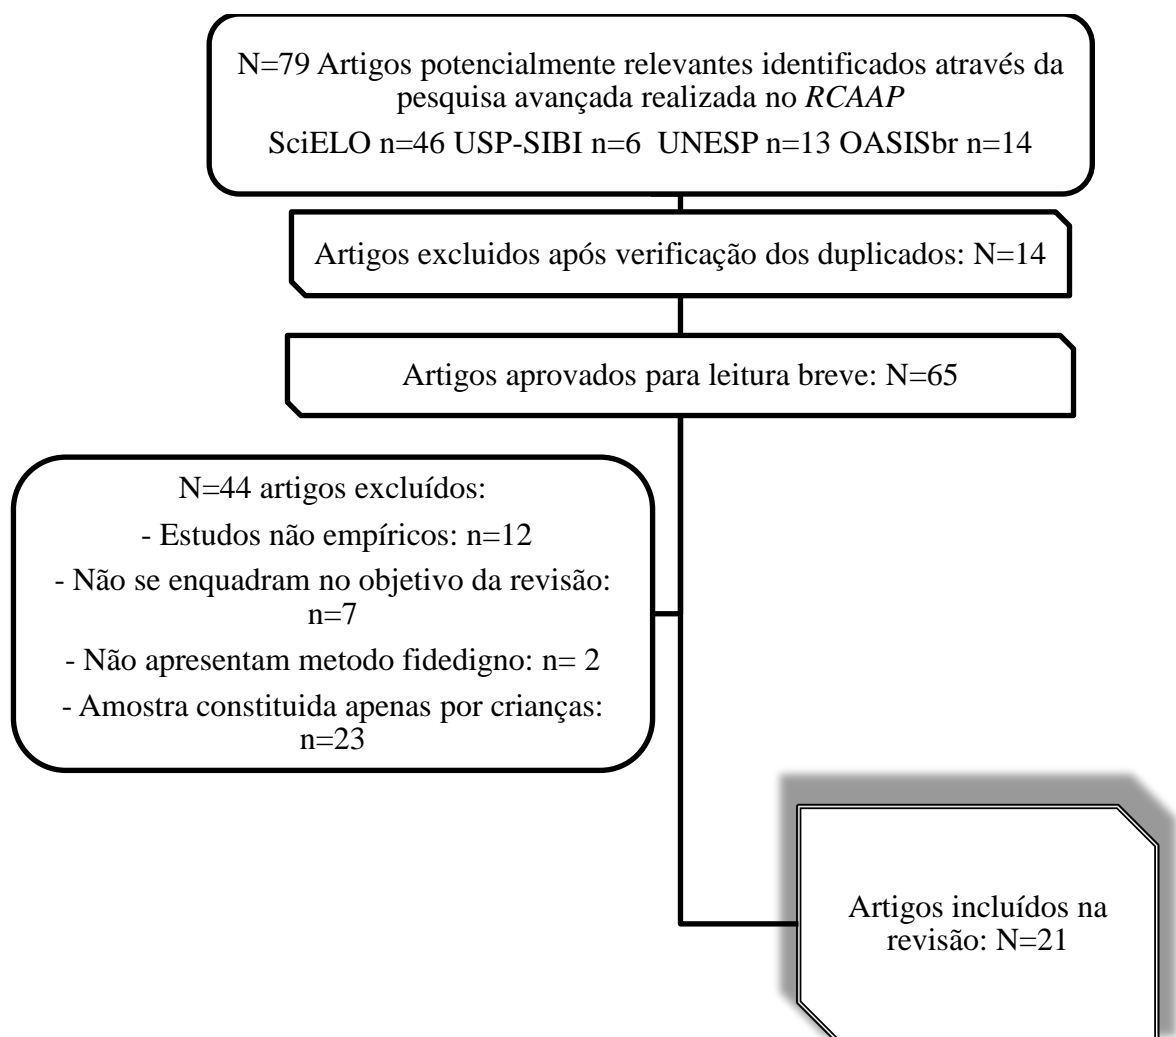 N=79 Artigos potencialmente relevantes identificados através da
pesquisa avançada realizada no RCAAP
SciELO n=46 USP-SIBI n=6 UNESP n=13 OASISbr n=14
Artigos excluidos após verificação dos duplicados: N=14
Artigos aprovados para leitura breve: N=65
N=44 artigos excluídos:
- Estudos não empíricos: n=12
- Não se enquadram no objetivo da revisão:
n=7
- Não apresentam metodo fidedigno: n= 2
- Amostra constituida apenas por crianças:
n=23
Artigos incluídos na
revisão: N=21